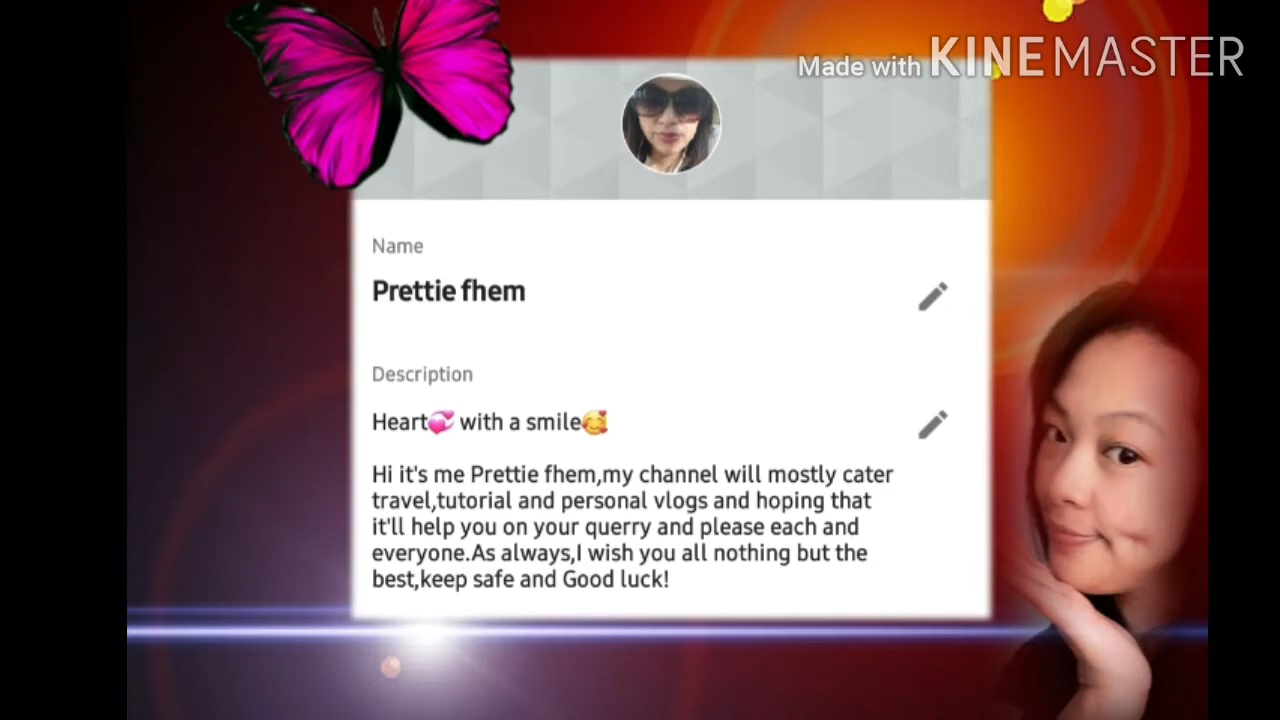 Made with KINEMASTER
Name
Prettie fhem
Description
Heart💞 with a smile🥰
Hi it's me Prettie fhem,my channel will mostly cater
travel,tutorial and personal vlogs and hoping that
it'll help you on your querry and please each and
everyone.As always,I wish you all nothing but the
best,keep safe and Good luck!